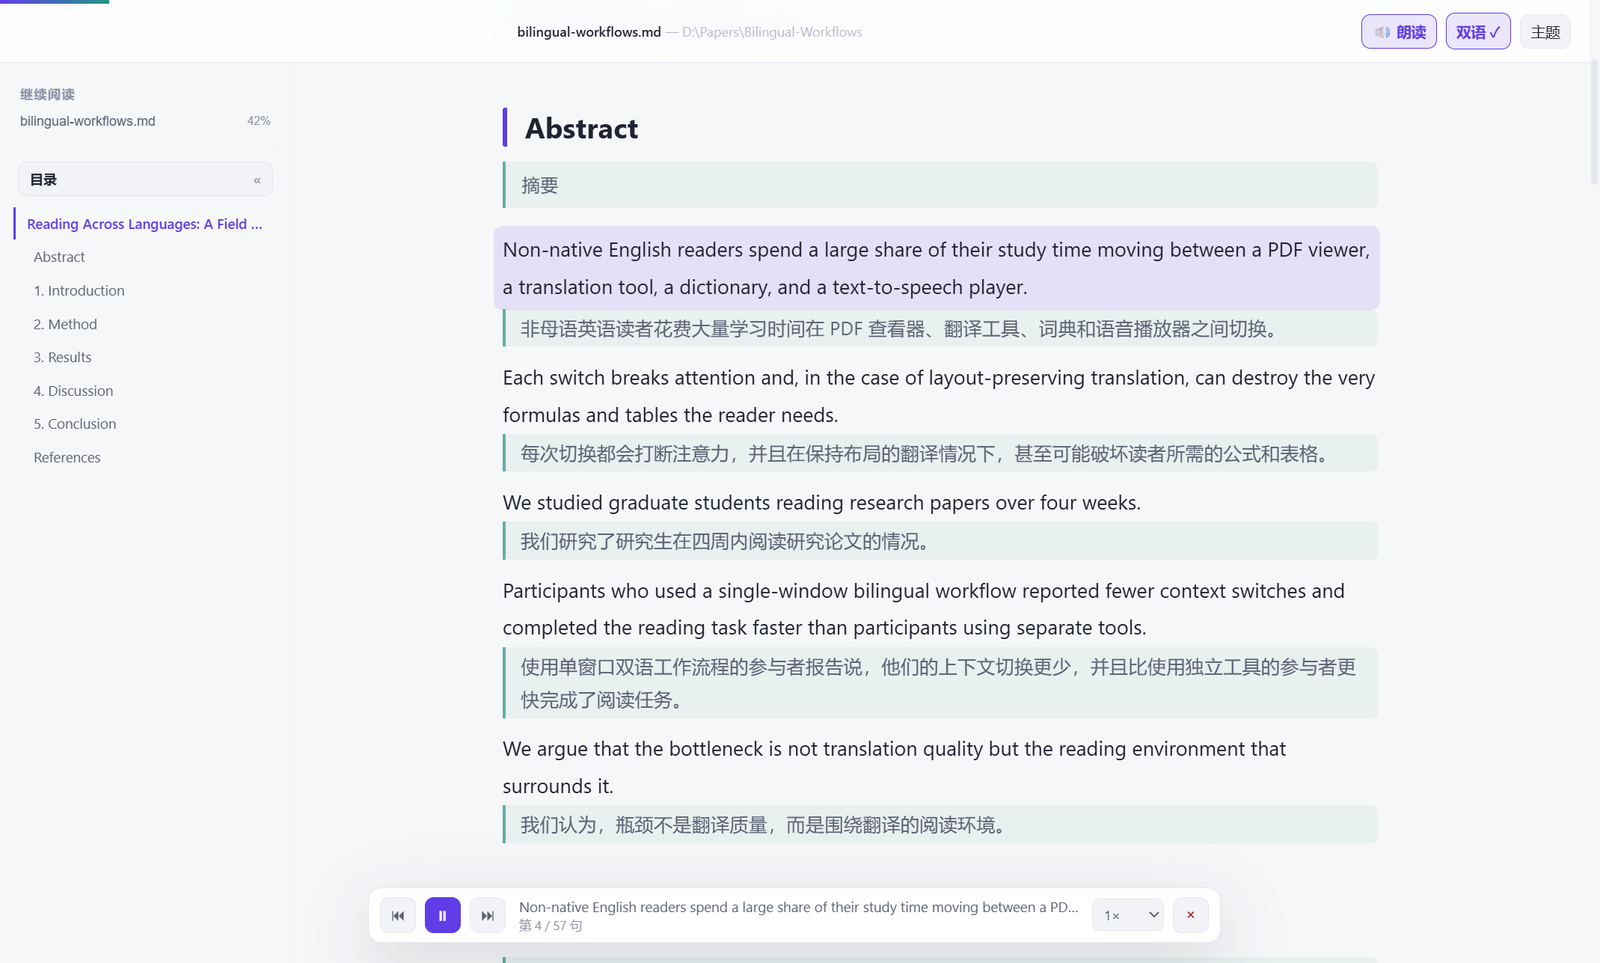 bilingual-workflows.md — D:\Papers\Bilingual-Workflows
朗读
双语 ✓
主题
继续阅读
bilingual-workflows.md 42%
目录 «
Reading Across Languages: A Field ...
Abstract
1. Introduction
2. Method
3. Results
4. Discussion
5. Conclusion
References
Abstract
摘要
Non-native English readers spend a large share of their study time moving between a PDF viewer,
a translation tool, a dictionary, and a text-to-speech player.
非母语英语读者花费大量学习时间在 PDF 查看器、翻译工具、词典和语音播放器之间切换。
Each switch breaks attention and, in the case of layout-preserving translation, can destroy the very
formulas and tables the reader needs.
每次切换都会打断注意力，并且在保持布局的翻译情况下，甚至可能破坏读者所需的公式和表格。
We studied graduate students reading research papers over four weeks.
我们研究了研究生在四周内阅读研究论文的情况。
Participants who used a single-window bilingual workflow reported fewer context switches and
completed the reading task faster than participants using separate tools.
使用单窗口双语工作流程的参与者报告说，他们的上下文切换更少，并且比使用独立工具的参与者更
快完成了阅读任务。
We argue that the bottleneck is not translation quality but the reading environment that
surrounds it.
我们认为，瓶颈不是翻译质量，而是围绕翻译的阅读环境。
Non-native English readers spend a large share of their study time moving between a PD...
第 4 / 57 句
1×
×